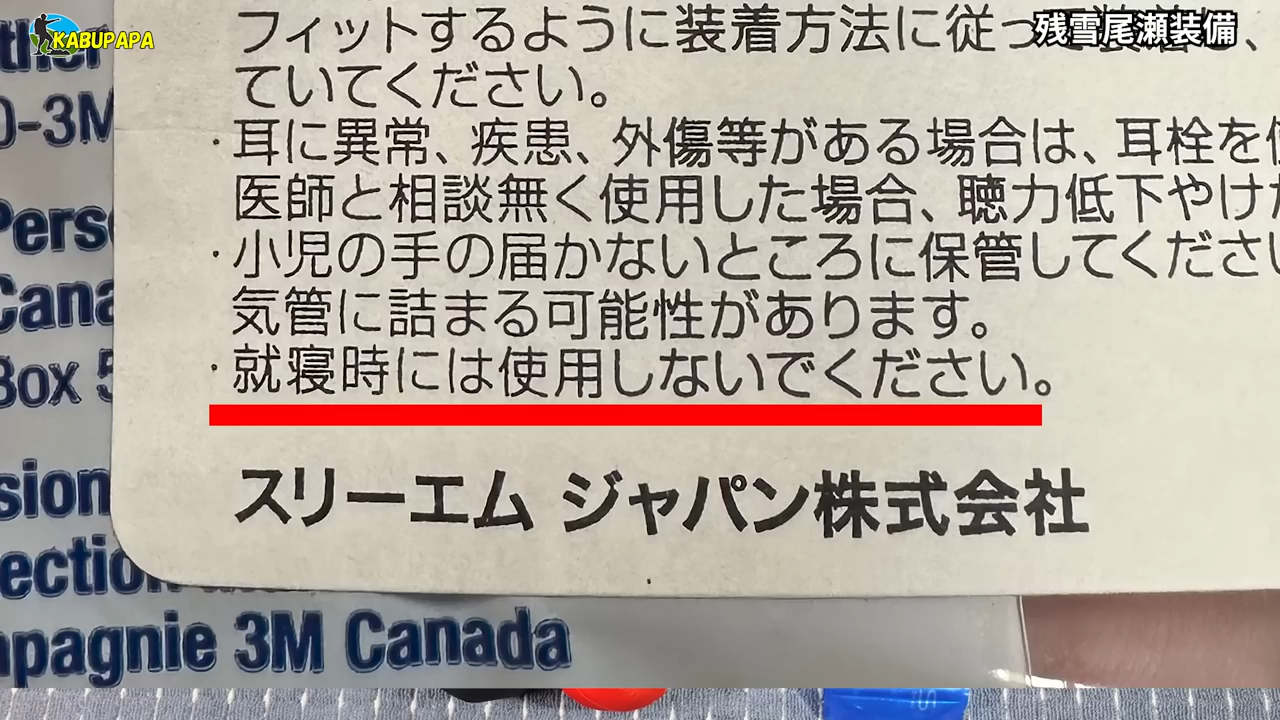 KABUPAPA
残雪尾瀬装備
フィットするように装着方法に従っ
ていてください。
・耳に異常、疾患、外傷等がある場合は、耳栓を
医師と相談無く使用した場合、聴力低下やけ
・小児の手の届かないところに保管してくださ
気管に詰まる可能性があります。
・就寝時には使用しないでください。
スリーエム ジャパン株式会社
0-3M
Box 5
mpagnie 3M Canada